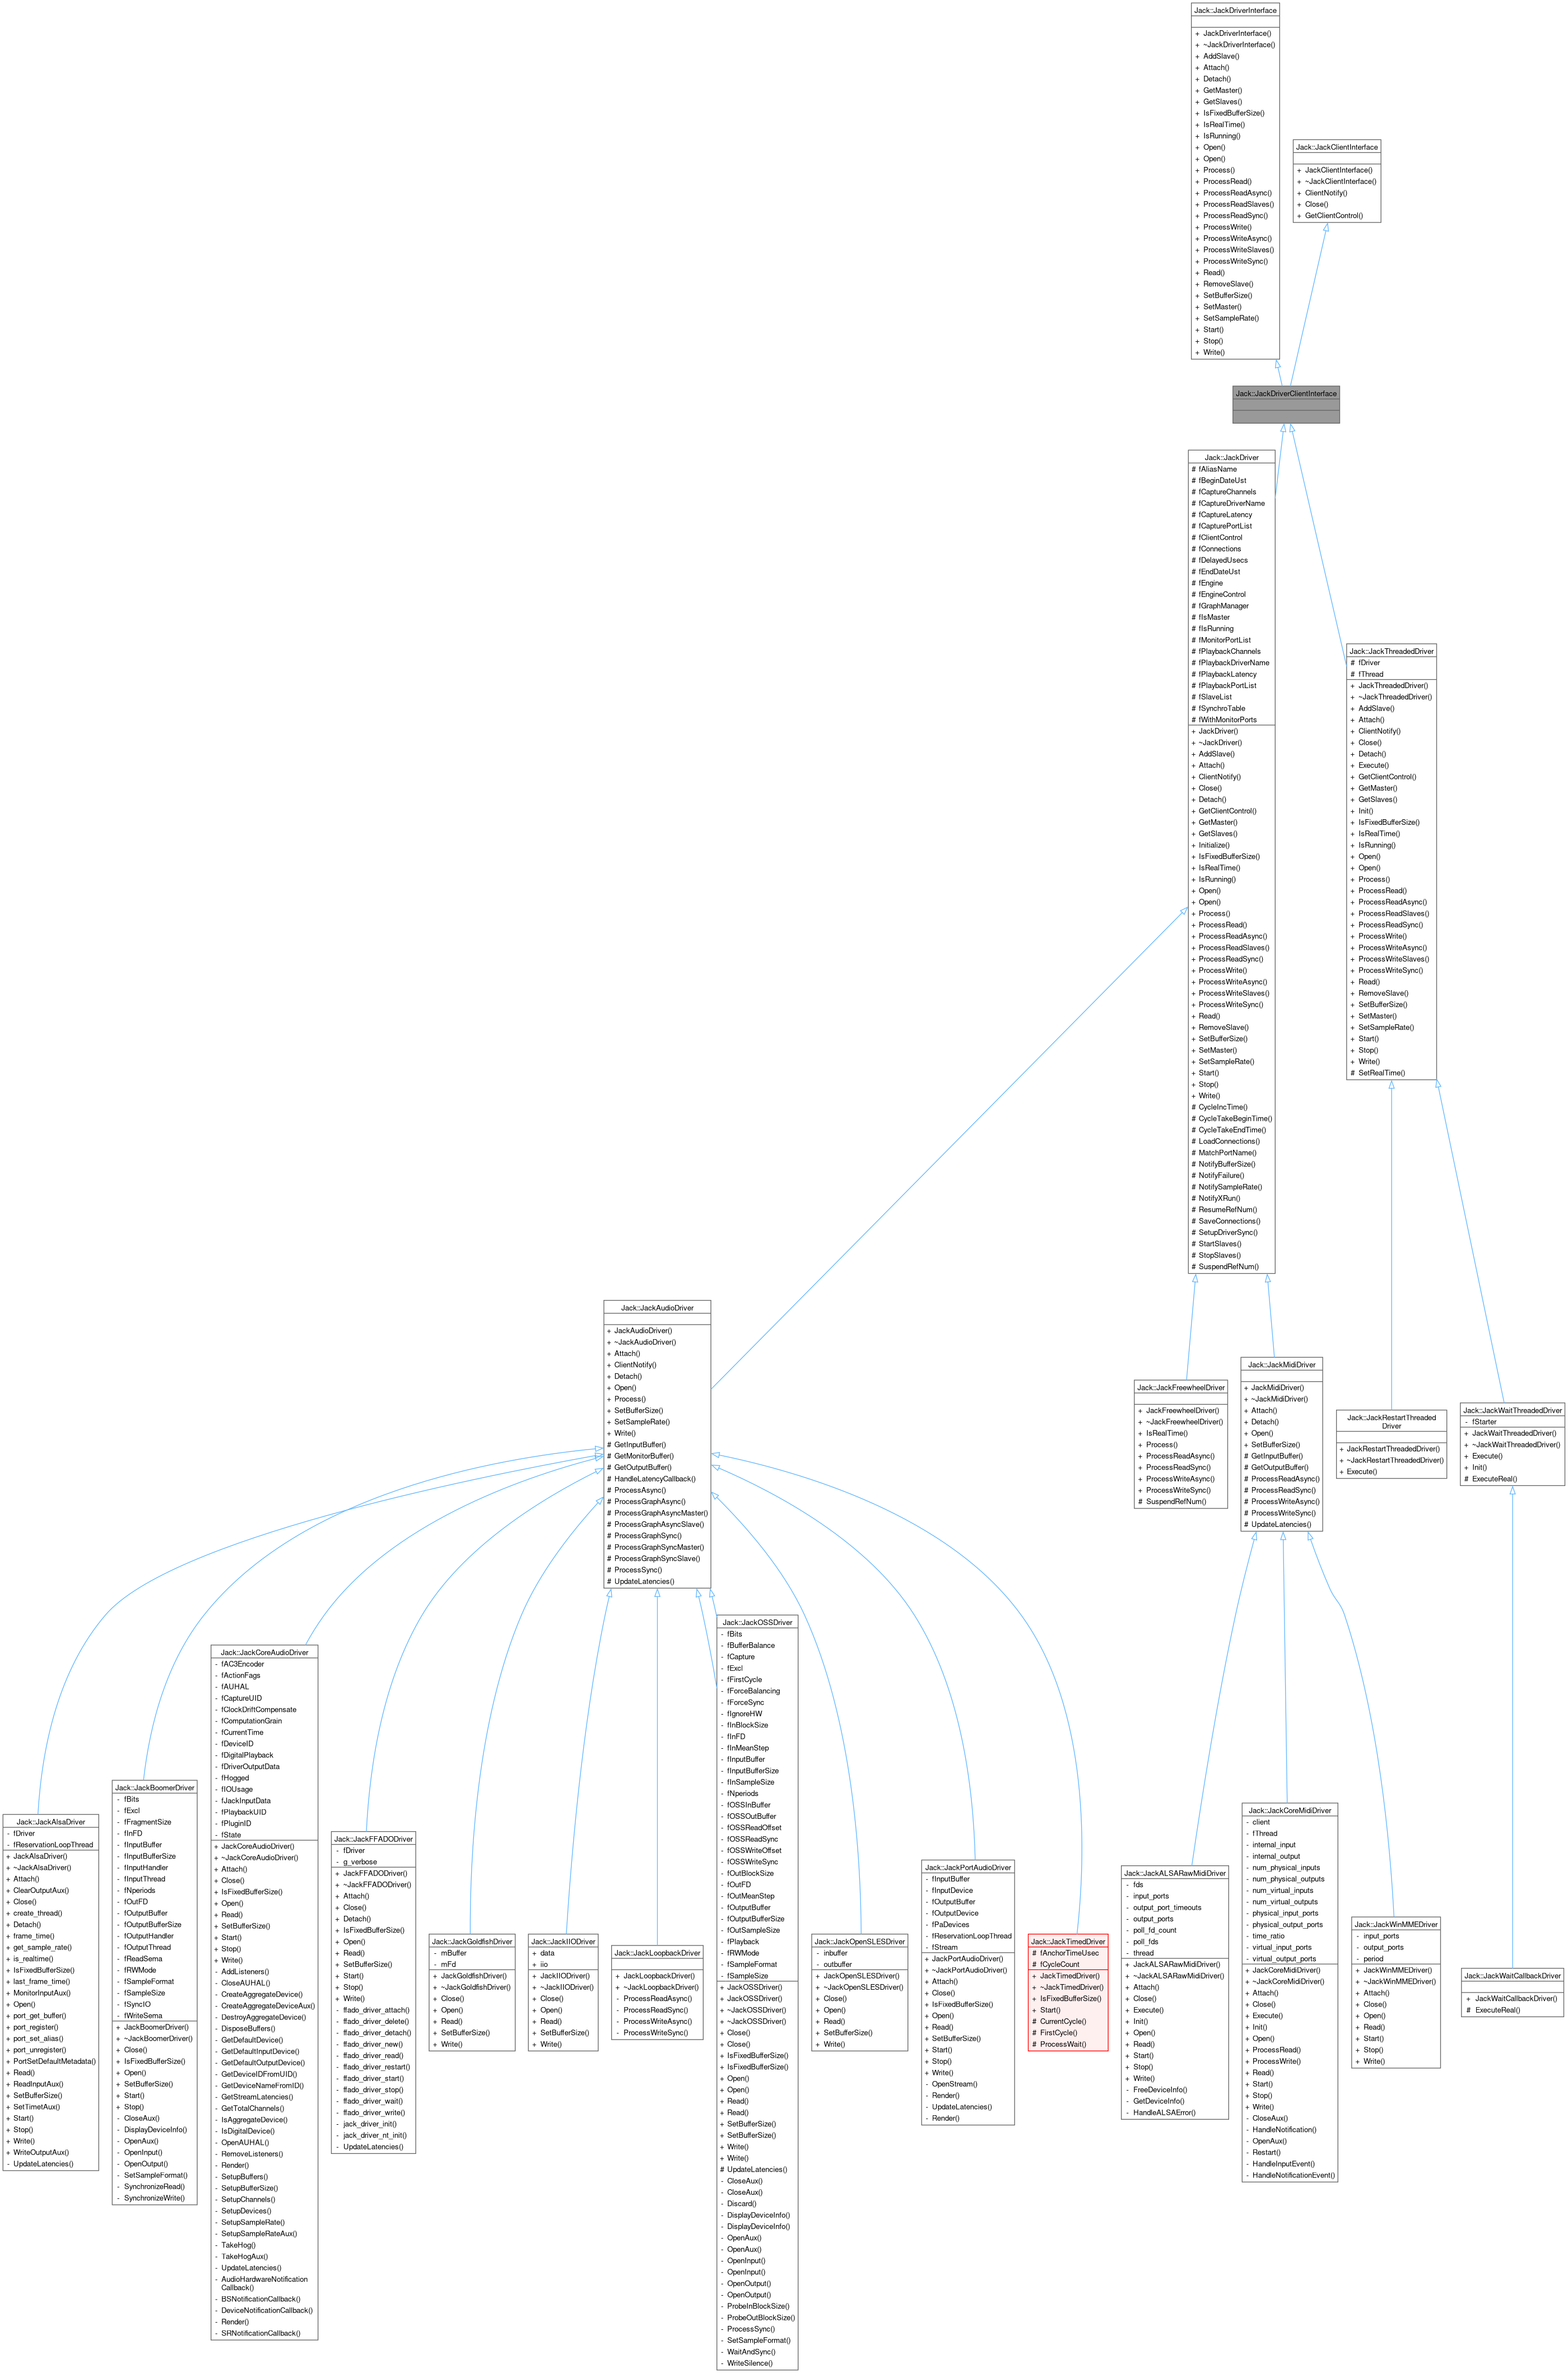 Jack::JackDriverInterface
+ JackDriverInterface()
+ ~JackDriverInterface()
+ AddSlave()
+ Attach()
+ Detach()
+ GetMaster()
+ GetSlaves()
+ IsFixedBufferSize()
+ IsRealTime()
+ IsRunning()
+ Open()
+ Open()
+ Process()
+ ProcessRead()
+ ProcessReadAsync()
+ ProcessReadSlaves()
+ ProcessReadSync()
+ ProcessWrite()
+ ProcessWriteAsync()
+ ProcessWriteSlaves()
+ ProcessWriteSync()
+ Read()
+ RemoveSlave()
+ SetBufferSize()
+ SetMaster()
+ SetSampleRate()
+ Start()
+ Stop()
+ Write()
Jack::JackClientInterface
+ JackClientInterface()
+ ~JackClientInterface()
+ ClientNotify()
+ Close()
+ GetClientControl()
Jack::JackDriverClientInterface
Jack::JackDriver
# fAliasName
# fBeginDateUst
# fCaptureChannels
# fCaptureDriverName
# fCaptureLatency
# fCapturePortList
# fClientControl
# fConnections
# fDelayedUsecs
# fEndDateUst
# fEngine
# fEngineControl
# fGraphManager
# fIsMaster
# fIsRunning
# fMonitorPortList
# fPlaybackChannels
# fPlaybackDriverName
# fPlaybackLatency
# fPlaybackPortList
# fSlaveList
# fSynchroTable
# fWithMonitorPorts
+ JackDriver()
+ ~JackDriver()
+ AddSlave()
+ Attach()
+ ClientNotify()
+ Close()
+ Detach()
+ GetClientControl()
+ GetMaster()
+ GetSlaves()
+ Initialize()
+ IsFixedBufferSize()
+ IsRealTime()
+ IsRunning()
+ Open()
+ Open()
+ Process()
+ ProcessRead()
+ ProcessReadAsync()
+ ProcessReadSlaves()
+ ProcessReadSync()
+ ProcessWrite()
+ ProcessWriteAsync()
+ ProcessWriteSlaves()
+ ProcessWriteSync()
+ Read()
+ RemoveSlave()
+ SetBufferSize()
+ SetMaster()
+ SetSampleRate()
+ Start()
+ Stop()
+ Write()
# CycleIncTime()
# CycleTakeBeginTime()
# CycleTakeEndTime()
# LoadConnections()
# MatchPortName()
# NotifyBufferSize()
# NotifyFailure()
# NotifySampleRate()
# NotifyXRun()
# ResumeRefNum()
# SaveConnections()
# SetupDriverSync()
# StartSlaves()
# StopSlaves()
# SuspendRefNum()
Jack::JackThreadedDriver
# fDriver
# fThread
+ JackThreadedDriver()
+ ~JackThreadedDriver()
+ AddSlave()
+ Attach()
+ ClientNotify()
+ Close()
+ Detach()
+ Execute()
+ GetClientControl()
+ GetMaster()
+ GetSlaves()
+ Init()
+ IsFixedBufferSize()
+ IsRealTime()
+ IsRunning()
+ Open()
+ Open()
+ Process()
+ ProcessRead()
+ ProcessReadAsync()
+ ProcessReadSlaves()
+ ProcessReadSync()
+ ProcessWrite()
+ ProcessWriteAsync()
+ ProcessWriteSlaves()
+ ProcessWriteSync()
+ Read()
+ RemoveSlave()
+ SetBufferSize()
+ SetMaster()
+ SetSampleRate()
+ Start()
+ Stop()
+ Write()
# SetRealTime()
Jack::JackAudioDriver
+ JackAudioDriver()
+ ~JackAudioDriver()
+ Attach()
+ ClientNotify()
+ Detach()
+ Open()
+ Process()
+ SetBufferSize()
+ SetSampleRate()
+ Write()
# GetInputBuffer()
# GetMonitorBuffer()
# GetOutputBuffer()
# HandleLatencyCallback()
# ProcessAsync()
# ProcessGraphAsync()
# ProcessGraphAsyncMaster()
# ProcessGraphAsyncSlave()
# ProcessGraphSync()
# ProcessGraphSyncMaster()
# ProcessGraphSyncSlave()
# ProcessSync()
# UpdateLatencies()
Jack::JackFreewheelDriver
+ JackFreewheelDriver()
+ ~JackFreewheelDriver()
+ IsRealTime()
+ Process()
+ ProcessReadAsync()
+ ProcessReadSync()
+ ProcessWriteAsync()
+ ProcessWriteSync()
# SuspendRefNum()
Jack::JackMidiDriver
+ JackMidiDriver()
+ ~JackMidiDriver()
+ Attach()
+ Detach()
+ Open()
+ SetBufferSize()
# GetInputBuffer()
# GetOutputBuffer()
# ProcessReadAsync()
# ProcessReadSync()
# ProcessWriteAsync()
# ProcessWriteSync()
# UpdateLatencies()
Jack::JackRestartThreaded
Driver
+ JackRestartThreadedDriver()
+ ~JackRestartThreadedDriver()
+ Execute()
Jack::JackWaitThreadedDriver
- fStarter
+ JackWaitThreadedDriver()
+ ~JackWaitThreadedDriver()
+ Execute()
+ Init()
# ExecuteReal()
Jack::JackAlsaDriver
- fDriver
- fReservationLoopThread
+ JackAlsaDriver()
+ ~JackAlsaDriver()
+ Attach()
+ ClearOutputAux()
+ Close()
+ create_thread()
+ Detach()
+ frame_time()
+ get_sample_rate()
+ is_realtime()
+ IsFixedBufferSize()
+ last_frame_time()
+ MonitorInputAux()
+ Open()
+ port_get_buffer()
+ port_register()
+ port_set_alias()
+ port_unregister()
+ PortSetDefaultMetadata()
+ Read()
+ ReadInputAux()
+ SetBufferSize()
+ SetTimetAux()
+ Start()
+ Stop()
+ Write()
+ WriteOutputAux()
- UpdateLatencies()
Jack::JackBoomerDriver
- fBits
- fExcl
- fFragmentSize
- fInFD
- fInputBuffer
- fInputBufferSize
- fInputHandler
- fInputThread
- fNperiods
- fOutFD
- fOutputBuffer
- fOutputBufferSize
- fOutputHandler
- fOutputThread
- fReadSema
- fRWMode
- fSampleFormat
- fSampleSize
- fSyncIO
- fWriteSema
+ JackBoomerDriver()
+ ~JackBoomerDriver()
+ Close()
+ IsFixedBufferSize()
+ Open()
+ SetBufferSize()
+ Start()
+ Stop()
- CloseAux()
- DisplayDeviceInfo()
- OpenAux()
- OpenInput()
- OpenOutput()
- SetSampleFormat()
- SynchronizeRead()
- SynchronizeWrite()
Jack::JackCoreAudioDriver
- fAC3Encoder
- fActionFags
- fAUHAL
- fCaptureUID
- fClockDriftCompensate
- fComputationGrain
- fCurrentTime
- fDeviceID
- fDigitalPlayback
- fDriverOutputData
- fHogged
- fIOUsage
- fJackInputData
- fPlaybackUID
- fPluginID
- fState
+ JackCoreAudioDriver()
+ ~JackCoreAudioDriver()
+ Attach()
+ Close()
+ IsFixedBufferSize()
+ Open()
+ Read()
+ SetBufferSize()
+ Start()
+ Stop()
+ Write()
- AddListeners()
- CloseAUHAL()
- CreateAggregateDevice()
- CreateAggregateDeviceAux()
- DestroyAggregateDevice()
- DisposeBuffers()
- GetDefaultDevice()
- GetDefaultInputDevice()
- GetDefaultOutputDevice()
- GetDeviceIDFromUID()
- GetDeviceNameFromID()
- GetStreamLatencies()
- GetTotalChannels()
- IsAggregateDevice()
- IsDigitalDevice()
- OpenAUHAL()
- RemoveListeners()
- Render()
- SetupBuffers()
- SetupBufferSize()
- SetupChannels()
- SetupDevices()
- SetupSampleRate()
- SetupSampleRateAux()
- TakeHog()
- TakeHogAux()
- UpdateLatencies()
- AudioHardwareNotification
Callback()
- BSNotificationCallback()
- DeviceNotificationCallback()
- Render()
- SRNotificationCallback()
Jack::JackFFADODriver
- fDriver
- g_verbose
+ JackFFADODriver()
+ ~JackFFADODriver()
+ Attach()
+ Close()
+ Detach()
+ IsFixedBufferSize()
+ Open()
+ Read()
+ SetBufferSize()
+ Start()
+ Stop()
+ Write()
- ffado_driver_attach()
- ffado_driver_delete()
- ffado_driver_detach()
- ffado_driver_new()
- ffado_driver_read()
- ffado_driver_restart()
- ffado_driver_start()
- ffado_driver_stop()
- ffado_driver_wait()
- ffado_driver_write()
- jack_driver_init()
- jack_driver_nt_init()
- UpdateLatencies()
Jack::JackGoldfishDriver
- mBuffer
- mFd
+ JackGoldfishDriver()
+ ~JackGoldfishDriver()
+ Close()
+ Open()
+ Read()
+ SetBufferSize()
+ Write()
Jack::JackIIODriver
+ data
+ iio
+ JackIIODriver()
+ ~JackIIODriver()
+ Close()
+ Open()
+ Read()
+ SetBufferSize()
+ Write()
Jack::JackLoopbackDriver
+ JackLoopbackDriver()
+ ~JackLoopbackDriver()
- ProcessReadAsync()
- ProcessReadSync()
- ProcessWriteAsync()
- ProcessWriteSync()
Jack::JackOSSDriver
- fBits
- fBufferBalance
- fCapture
- fExcl
- fFirstCycle
- fForceBalancing
- fForceSync
- fIgnoreHW
- fInBlockSize
- fInFD
- fInMeanStep
- fInputBuffer
- fInputBufferSize
- fInSampleSize
- fNperiods
- fOSSInBuffer
- fOSSOutBuffer
- fOSSReadOffset
- fOSSReadSync
- fOSSWriteOffset
- fOSSWriteSync
- fOutBlockSize
- fOutFD
- fOutMeanStep
- fOutputBuffer
- fOutputBufferSize
- fOutSampleSize
- fPlayback
- fRWMode
- fSampleFormat
- fSampleSize
+ JackOSSDriver()
+ JackOSSDriver()
+ ~JackOSSDriver()
+ ~JackOSSDriver()
+ Close()
+ Close()
+ IsFixedBufferSize()
+ IsFixedBufferSize()
+ Open()
+ Open()
+ Read()
+ Read()
+ SetBufferSize()
+ SetBufferSize()
+ Write()
+ Write()
# UpdateLatencies()
- CloseAux()
- CloseAux()
- Discard()
- DisplayDeviceInfo()
- DisplayDeviceInfo()
- OpenAux()
- OpenAux()
- OpenInput()
- OpenInput()
- OpenOutput()
- OpenOutput()
- ProbeInBlockSize()
- ProbeOutBlockSize()
- ProcessSync()
- SetSampleFormat()
- WaitAndSync()
- WriteSilence()
Jack::JackOpenSLESDriver
- inbuffer
- outbuffer
+ JackOpenSLESDriver()
+ ~JackOpenSLESDriver()
+ Close()
+ Open()
+ Read()
+ SetBufferSize()
+ Write()
Jack::JackPortAudioDriver
- fInputBuffer
- fInputDevice
- fOutputBuffer
- fOutputDevice
- fPaDevices
- fReservationLoopThread
- fStream
+ JackPortAudioDriver()
+ ~JackPortAudioDriver()
+ Attach()
+ Close()
+ IsFixedBufferSize()
+ Open()
+ Read()
+ SetBufferSize()
+ Start()
+ Stop()
+ Write()
- OpenStream()
- Render()
- UpdateLatencies()
- Render()
Jack::JackTimedDriver
# fAnchorTimeUsec
# fCycleCount
+ JackTimedDriver()
+ ~JackTimedDriver()
+ IsFixedBufferSize()
+ Start()
# CurrentCycle()
# FirstCycle()
# ProcessWait()
Jack::JackALSARawMidiDriver
- fds
- input_ports
- output_port_timeouts
- output_ports
- poll_fd_count
- poll_fds
- thread
+ JackALSARawMidiDriver()
+ ~JackALSARawMidiDriver()
+ Attach()
+ Close()
+ Execute()
+ Init()
+ Open()
+ Read()
+ Start()
+ Stop()
+ Write()
- FreeDeviceInfo()
- GetDeviceInfo()
- HandleALSAError()
Jack::JackCoreMidiDriver
- client
- fThread
- internal_input
- internal_output
- num_physical_inputs
- num_physical_outputs
- num_virtual_inputs
- num_virtual_outputs
- physical_input_ports
- physical_output_ports
- time_ratio
- virtual_input_ports
- virtual_output_ports
+ JackCoreMidiDriver()
+ ~JackCoreMidiDriver()
+ Attach()
+ Close()
+ Execute()
+ Init()
+ Open()
+ ProcessRead()
+ ProcessWrite()
+ Read()
+ Start()
+ Stop()
+ Write()
- CloseAux()
- HandleNotification()
- OpenAux()
- Restart()
- HandleInputEvent()
- HandleNotificationEvent()
Jack::JackWinMMEDriver
- input_ports
- output_ports
- period
+ JackWinMMEDriver()
+ ~JackWinMMEDriver()
+ Attach()
+ Close()
+ Open()
+ Read()
+ Start()
+ Stop()
+ Write()
Jack::JackWaitCallbackDriver
+ JackWaitCallbackDriver()
# ExecuteReal()